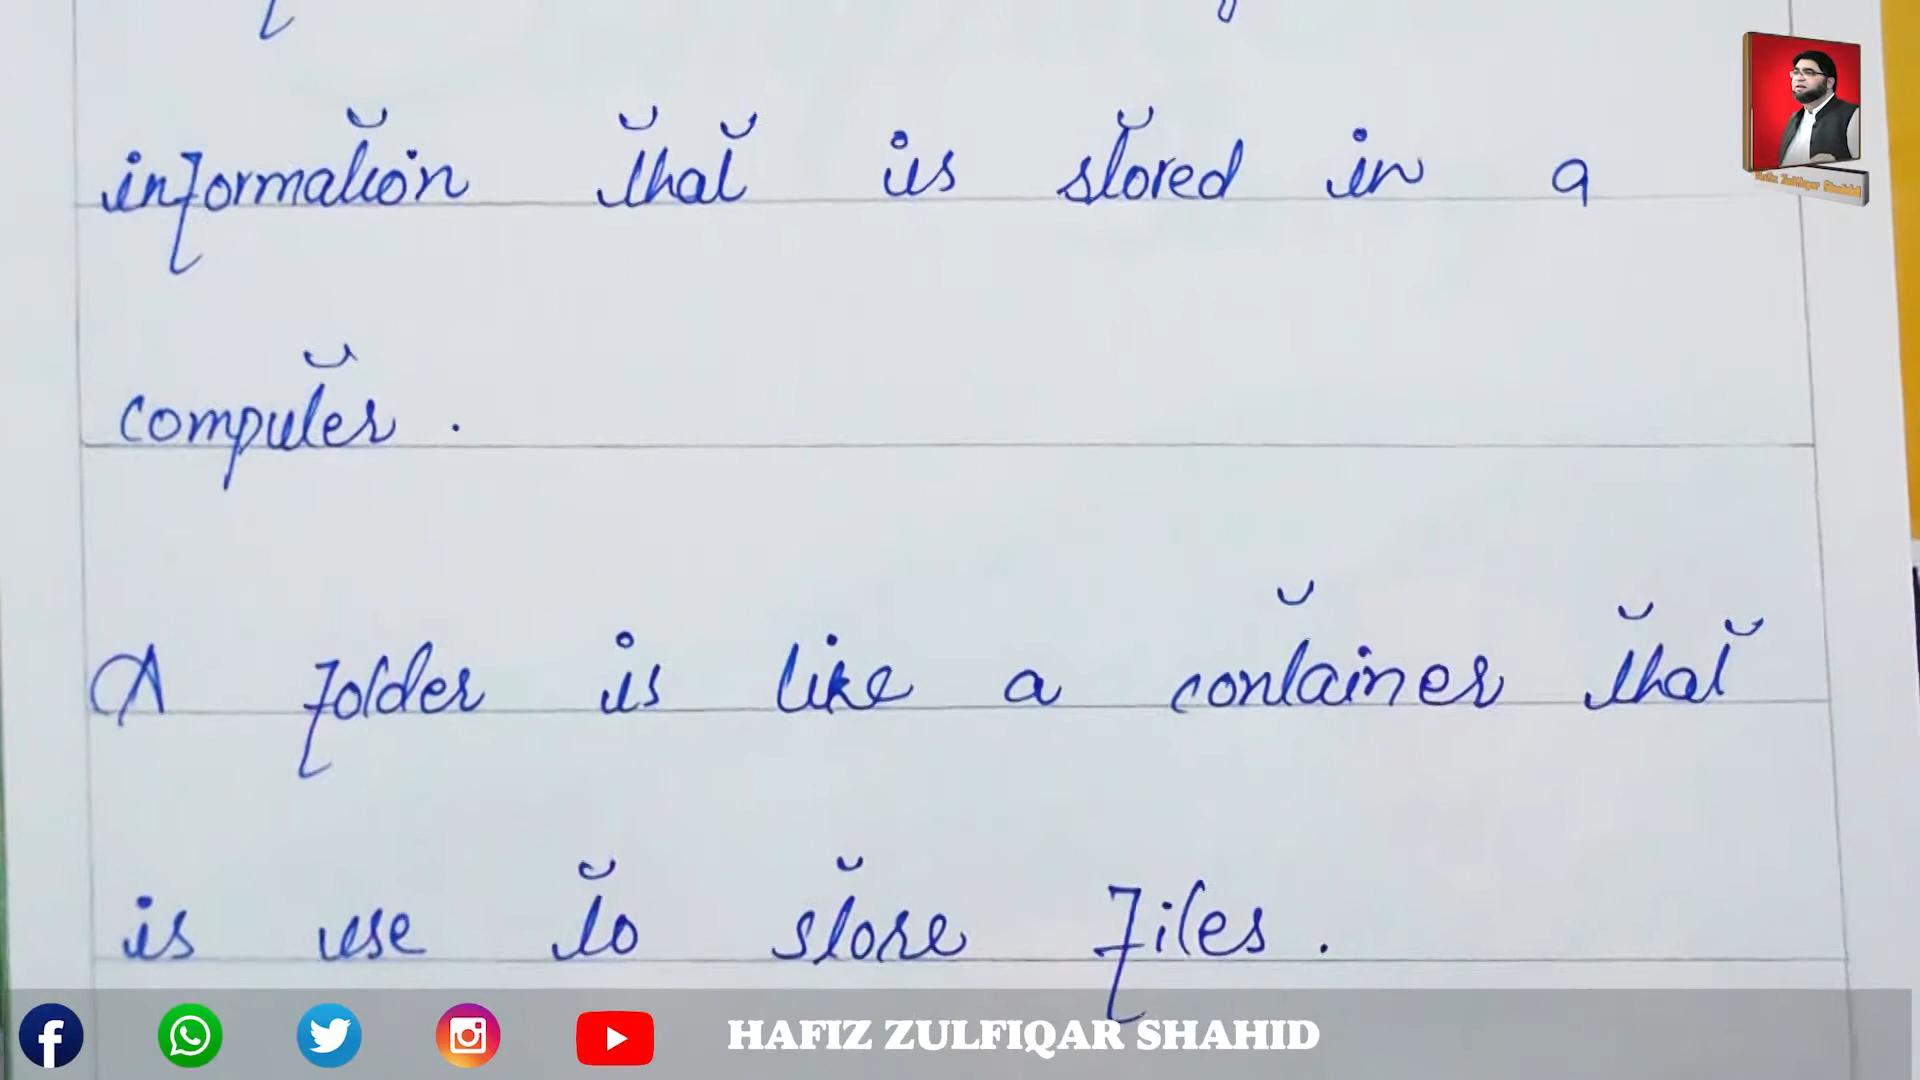 information that is stored in a
computer.
A folder is like a container that
is use to store files.
HAFIZ ZULFIQAR SHAHID